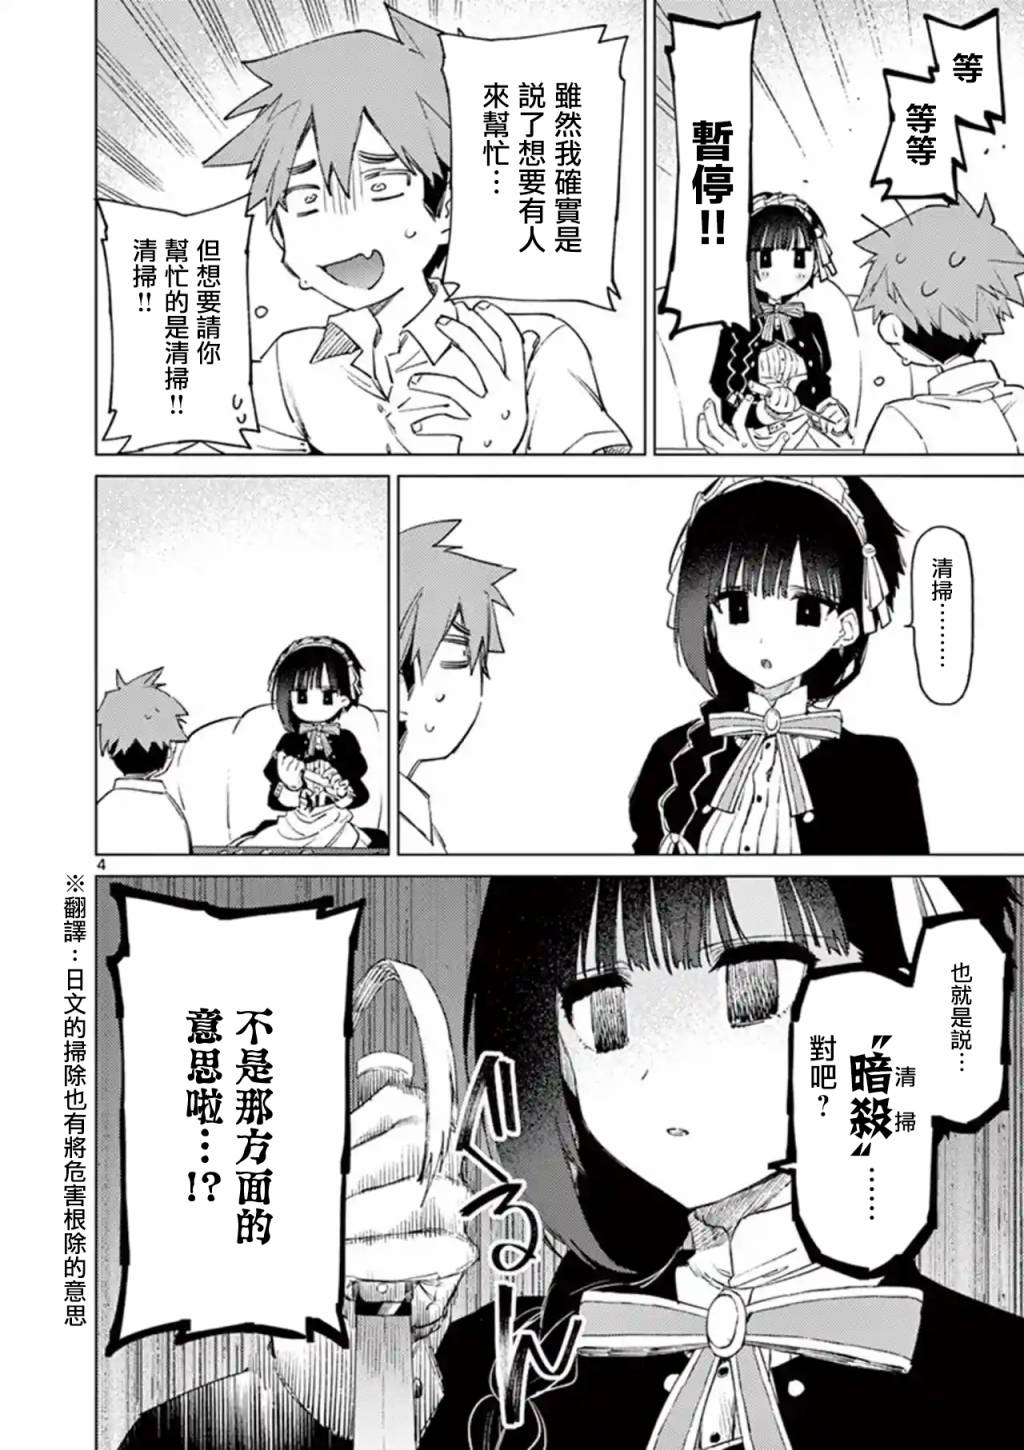 等
等等
暫停!!
雖然我確實是
說了想要有人
來幫忙…
但想要請你
幫忙的是清掃!!
清掃!!
清掃………
4
也就是說…
清掃
"暗殺"……
對吧?
不是那方面的
意思啦…!?
ぐるん
※翻譯：日文的掃除也有將危害根除的意思